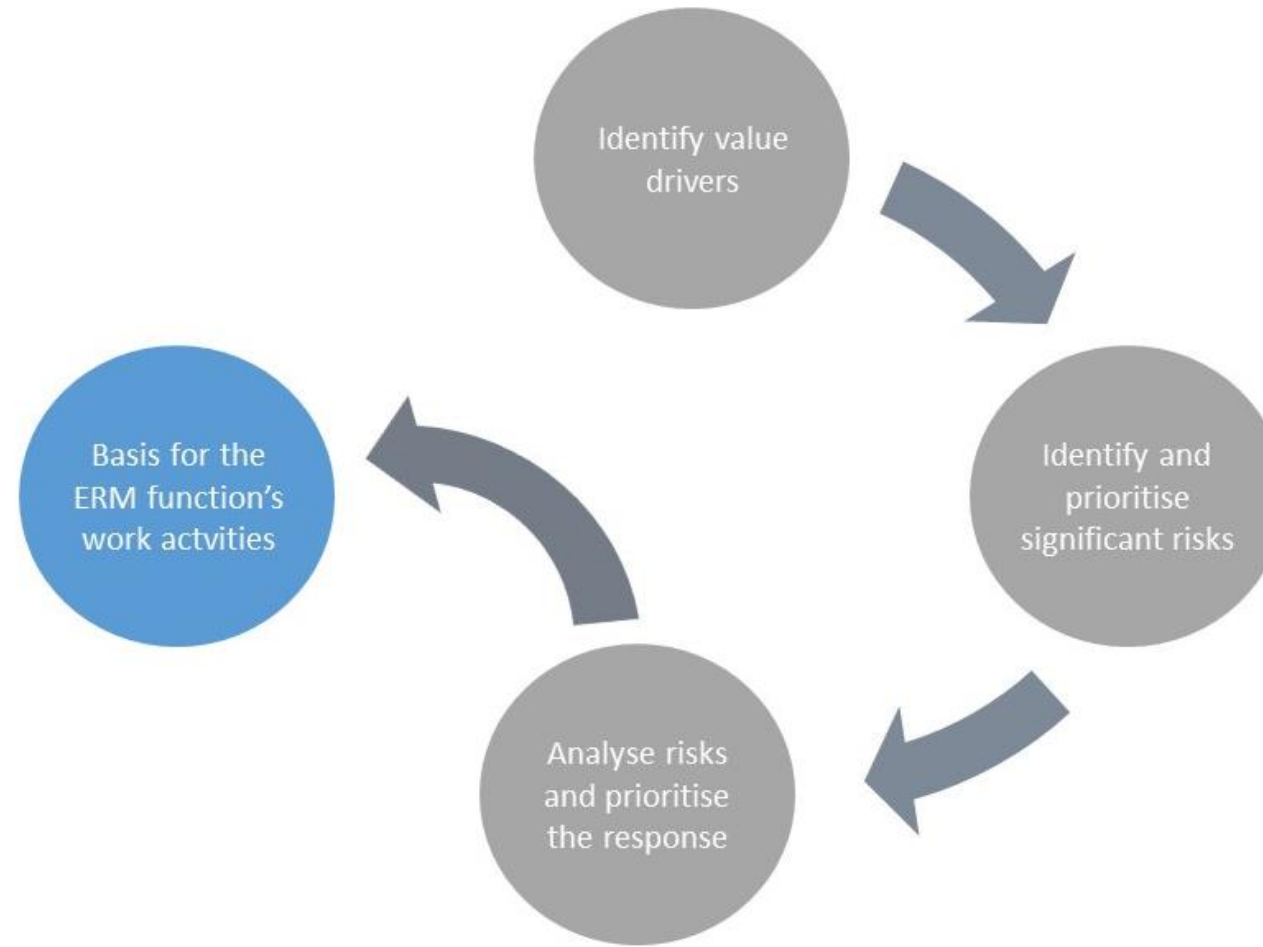 Identify value
drivers
Identify and
prioritise
significant risks
Analyse risks
and prioritise
the response
Basis for the
ERM function’s
work actvities